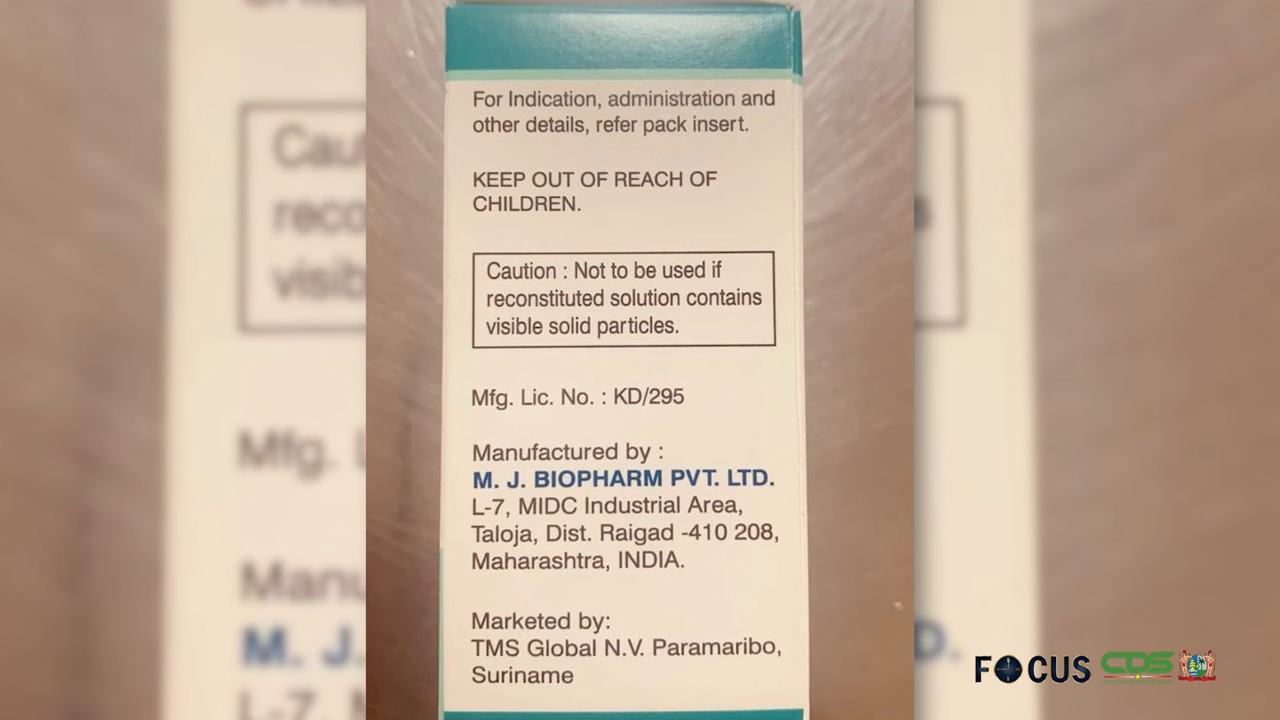 For Indication, administration and
other details, refer pack insert.
KEEP OUT OF REACH OF
CHILDREN.
Caution : Not to be used if
reconstituted solution contains
visible solid particles.
Mfg. Lic. No. : KD/295
Manufactured by :
M. J. BIOPHARM PVT. LTD.
L-7, MIDC Industrial Area,
Taloja, Dist. Raigad -410 208,
Maharashtra, INDIA.
Marketed by:
TMS Global N.V. Paramaribo,
Suriname
FOCUS CDS